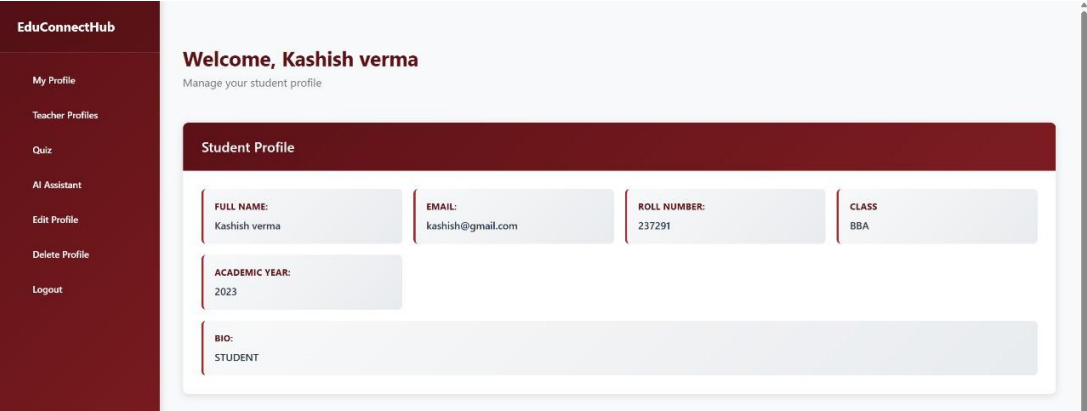 EduConnectHub
My Profile
Teacher Profiles
Quiz
AI Assistant
Edit Profile
Delete Profile
Logout
Welcome, Kashish verma
Manage your student profile
Student Profile
FULL NAME:
Kashish verma
EMAIL:
kashish@gmail.com
ROLL NUMBER:
237291
CLASS
BBA
ACADEMIC YEAR:
2023
BIO:
STUDENT